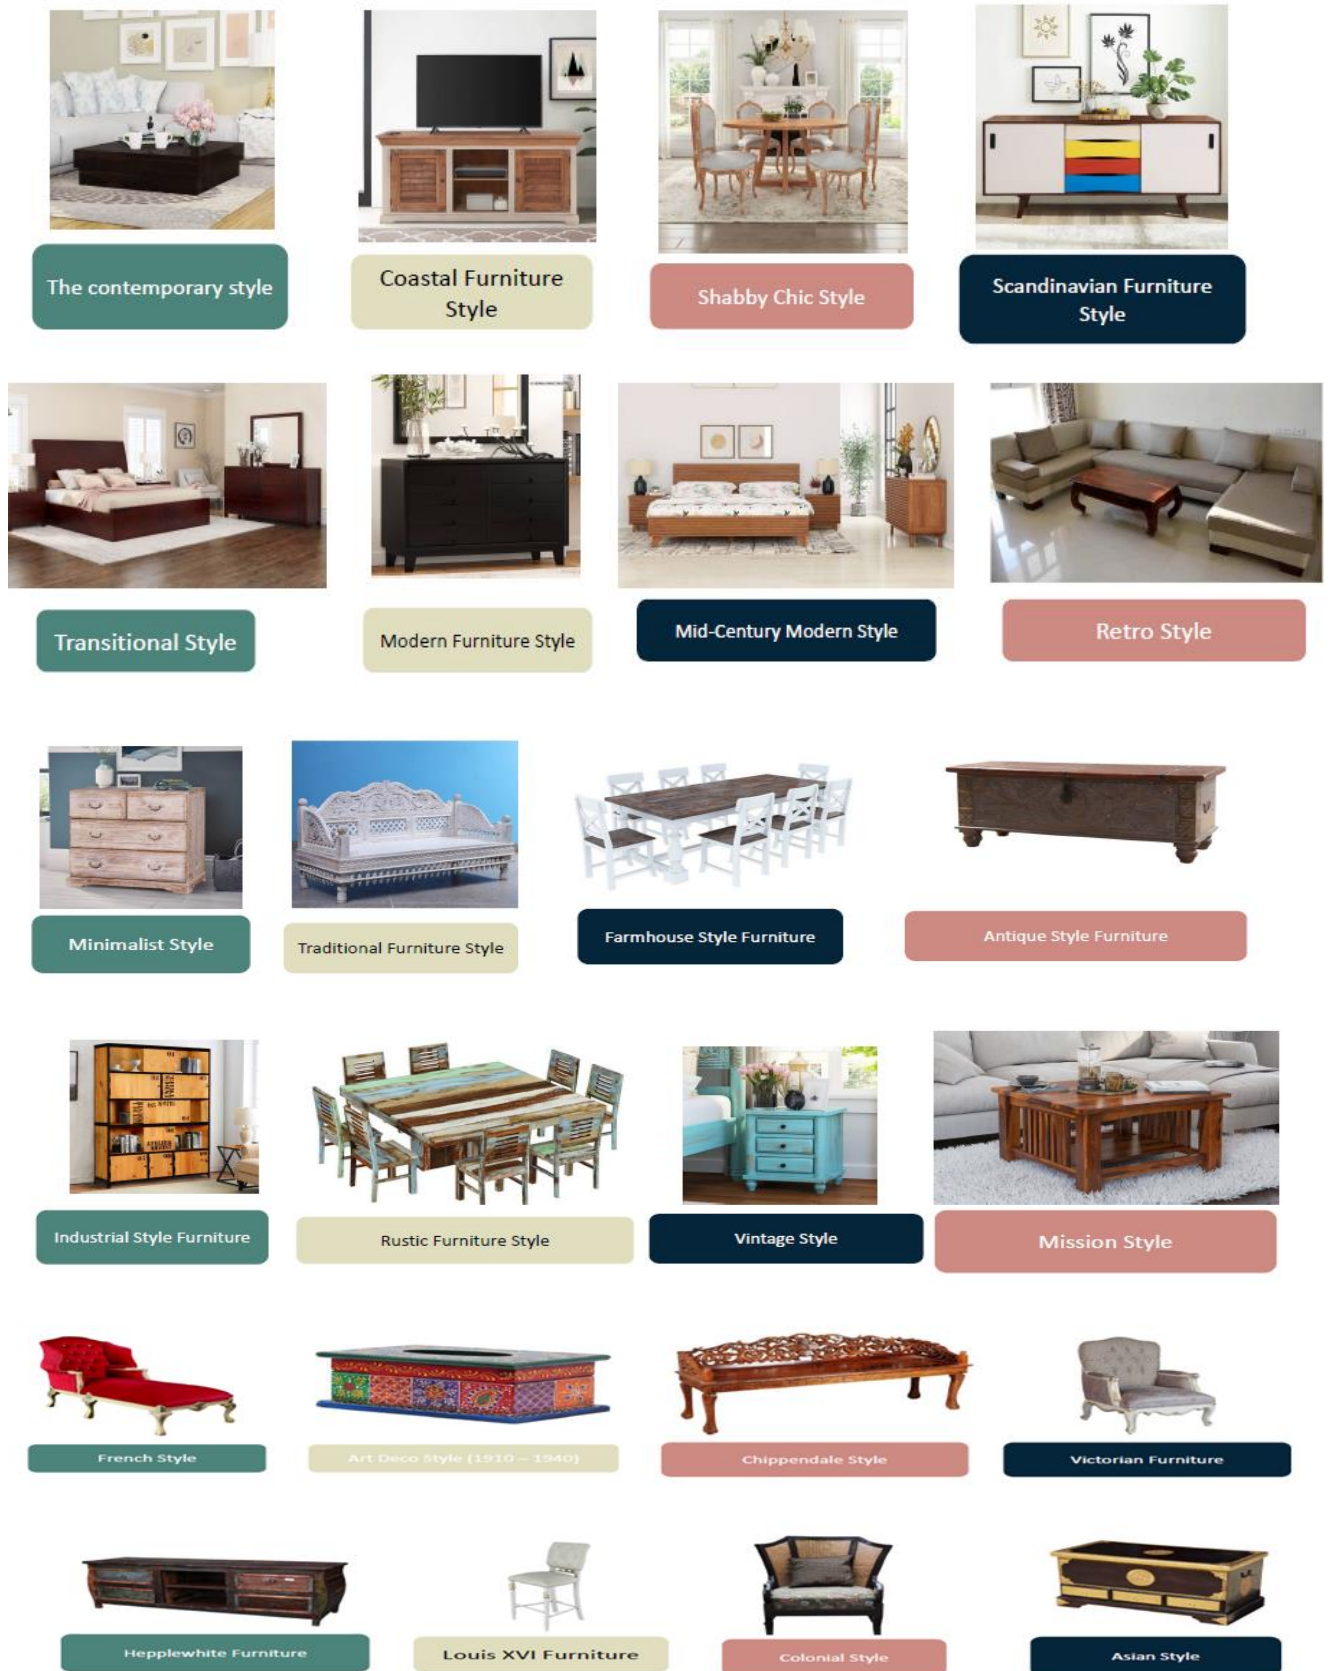 The contemporary style
Coastal Furniture
Style
Shabby Chic Style
Scandinavian Furniture
Style
Transitional Style
Modern Furniture Style
Mid-Century Modern Style
Retro Style
Minimalist Style
Traditional Furniture Style
Farmhouse Style Furniture
Antique Style Furniture
Industrial Style Furniture
Rustic Furniture Style
Vintage Style
Mission Style
French Style
Art Deco Style (1910 – 1940)
Chippendale Style
Victorian Furniture
Hepplewhite Furniture
Louis XVI Furniture
Colonial Style
Asian Style